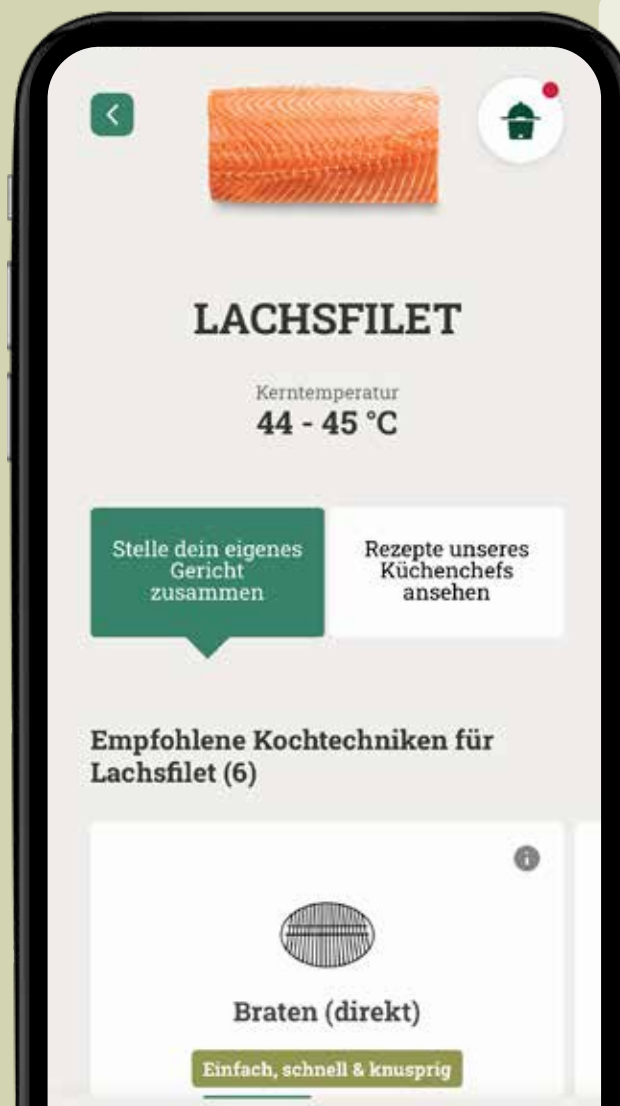 LACHSFILET
Kerntemperatur
44 - 45 °C
Stelle dein eigenes
Gericht
zusammen
Rezepte unseres
Küchenchefs
ansehen
Empfohlene Kochtechniken für
Lachsfilet (6)
Braten (direkt)
Einfach, schnell & knusprig